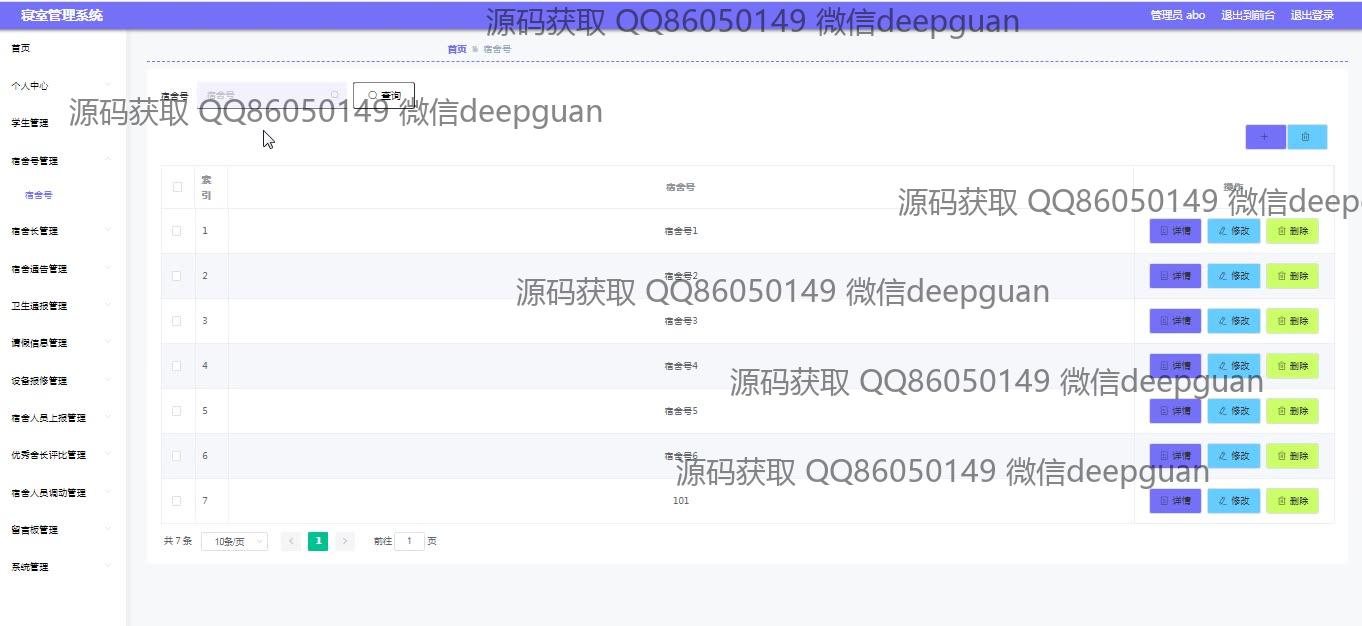 寝室管理系统
管理员 abo 退出到前台 退出登录
源码获取 QQ86050149 微信deepguan
首页
个人中心
学生管理
宿舍号管理
宿舍号
宿舍长管理
宿舍通告管理
卫生通报管理
请假信息管理
设备报修管理
宿舍人员上报管理
优秀舍长评比管理
宿舍人员调动管理
留言板管理
系统管理
首页 宿舍号
宿舍号 宿舍号 查询
源码获取 QQ86050149 微信deepguan
索引 宿舍号 操作
源码获取 QQ86050149 微信deep
1 宿舍号1 详情 修改 删除
2 宿舍号2 详情 修改 删除
源码获取 QQ86050149 微信deepguan
3 宿舍号3 详情 修改 删除
4 宿舍号4 详情 修改 删除
源码获取 QQ86050149 微信deepguan
5 宿舍号5 详情 修改 删除
6 宿舍号6 详情 修改 删除
源码获取 QQ86050149 微信deepguan
7 101 详情 修改 删除
共 7 条 10条/页 1 前往 1 页